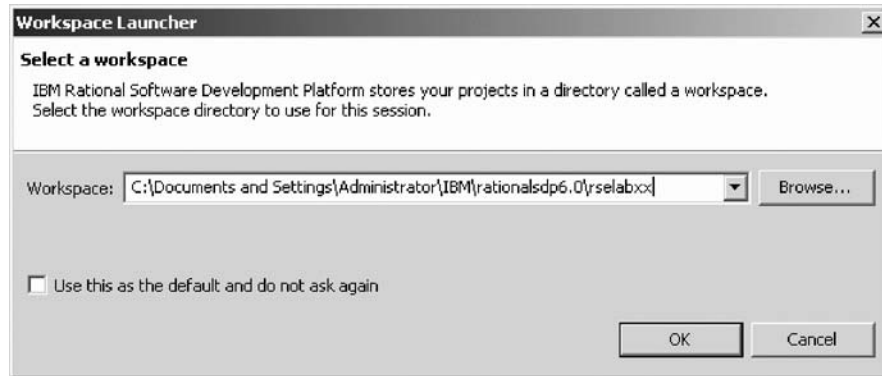 Workspace Launcher
Select a workspace
IBM Rational Software Development Platform stores your projects in a directory called a workspace.
Select the workspace directory to use for this session.
Workspace: C:\Documents and Settings\Administrator\IBM\rationalsdp6.0\rselabxx Browse...
Use this as the default and do not ask again
OK Cancel